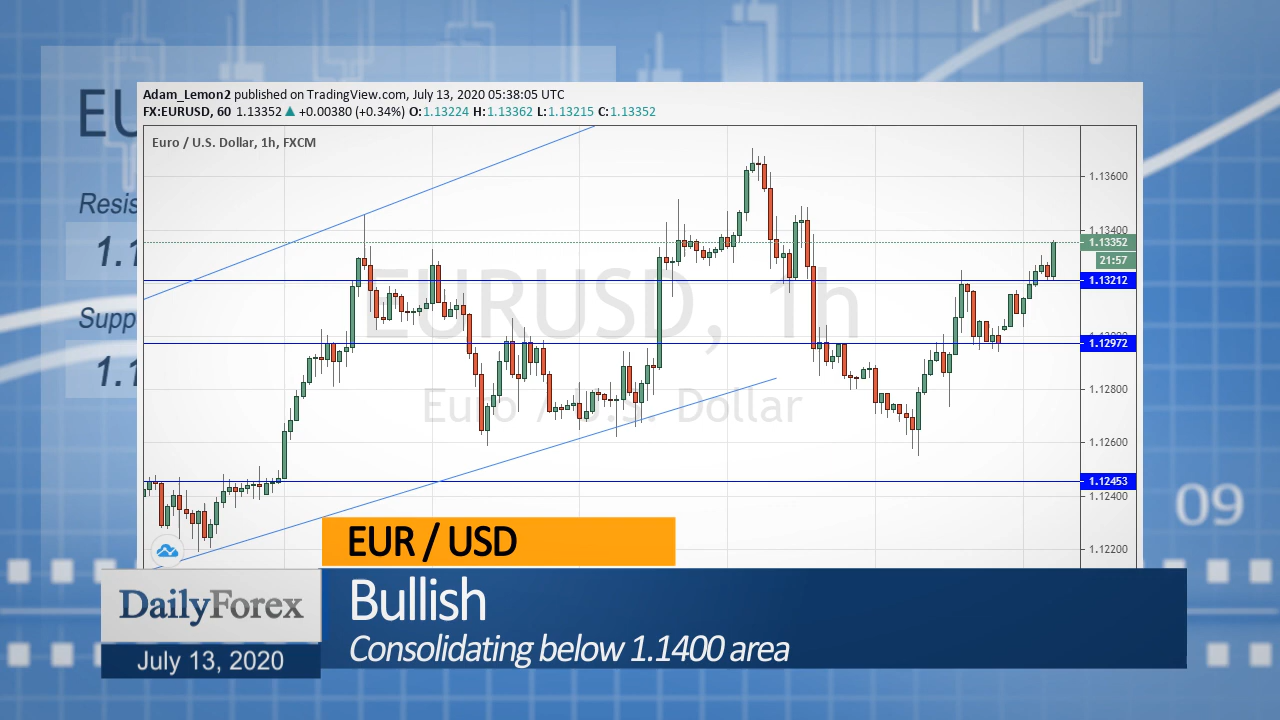 Adam_Lemon2 published on TradingView.com, July 13, 2020 05:38:05 UTC
FX:EURUSD, 60 1.13352 ▲ +0.00380 (+0.34%) O:1.13224 H:1.13362 L:1.13215 C:1.13352
Euro / U.S. Dollar, 1h, FXCM
EU
Resis
1.1
Supp
1.1
EURUSD, 1h
Euro / U.S. Dollar
1.13600
1.13400
1.13352
21:57
1.13212
1.12972
1.12800
1.12600
1.12453
1.12400
1.12200
09
EUR / USD
DailyForex
Bullish
Consolidating below 1.1400 area
July 13, 2020